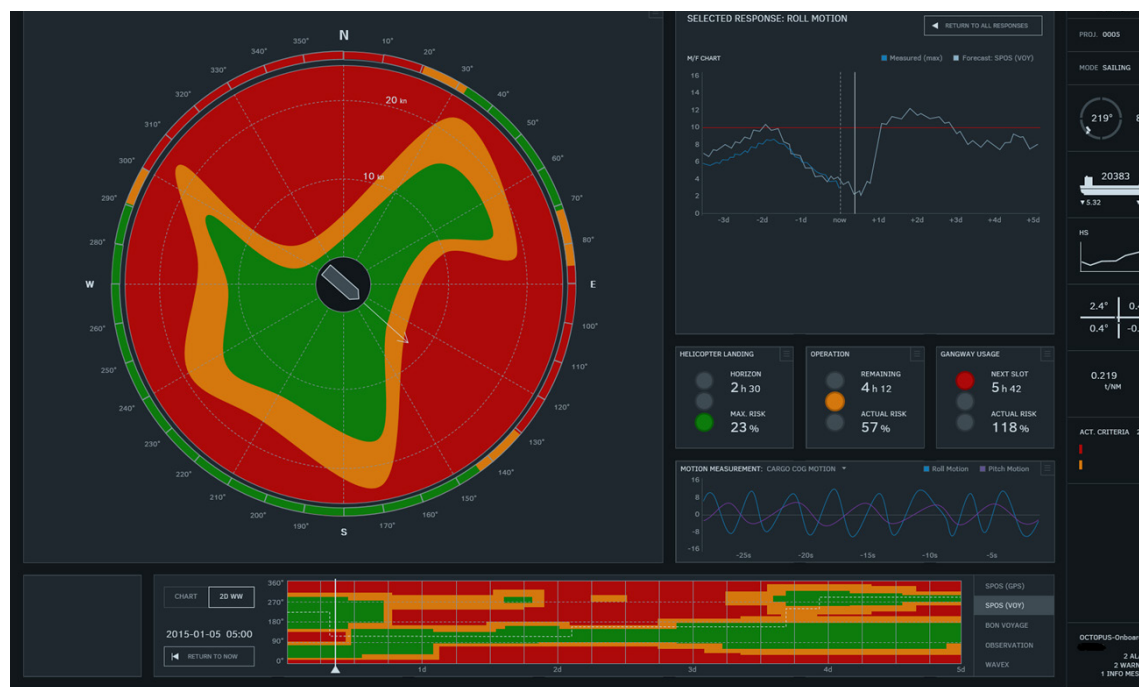 SELECTED RESPONSE: ROLL MOTION
RETURN TO ALL RESPONSES
M/F CHART
Measured (max)
Forecast: SPOS (VOY)
16
14
12
10
8
6
4
2
0
-3d
-2d
-1d
now
+1d
+2d
+3d
+4d
+5d
N
10°
20°
30°
40°
50°
60°
70°
80°
E
100°
110°
120°
130°
140°
150°
160°
170°
S
190°
200°
210°
220°
230°
240°
250°
260°
W
280°
290°
300°
310°
320°
330°
340°
350°
20 kn
10 kn
HELICOPTER LANDING
HORIZON
2 h 30
MAX. RISK
23 %
OPERATION
REMAINING
4 h 12
ACTUAL RISK
57 %
GANGWAY USAGE
NEXT SLOT
5 h 42
ACTUAL RISK
118 %
MOTION MEASUREMENT: CARGO COG MOTION
Roll Motion
Pitch Motion
16
8
0
-8
-16
-25s
-15s
-10s
-5s
CHART
2D WW
2015-01-05 05:00
RETURN TO NOW
360°
270°
180°
90°
0°
1d
2d
3d
4d
5d
SPOS (GPS)
SPOS (VOY)
BON VOYAGE
OBSERVATION
WAVEX
PROJ. 0005
MODE SAILING
219°
20383
5.32
HS
2.4°
0.4°
0.219
t/NM
ACT. CRITERIA
OCTOPUS-Onboar
2 AL
2 WARN
1 INFO MES